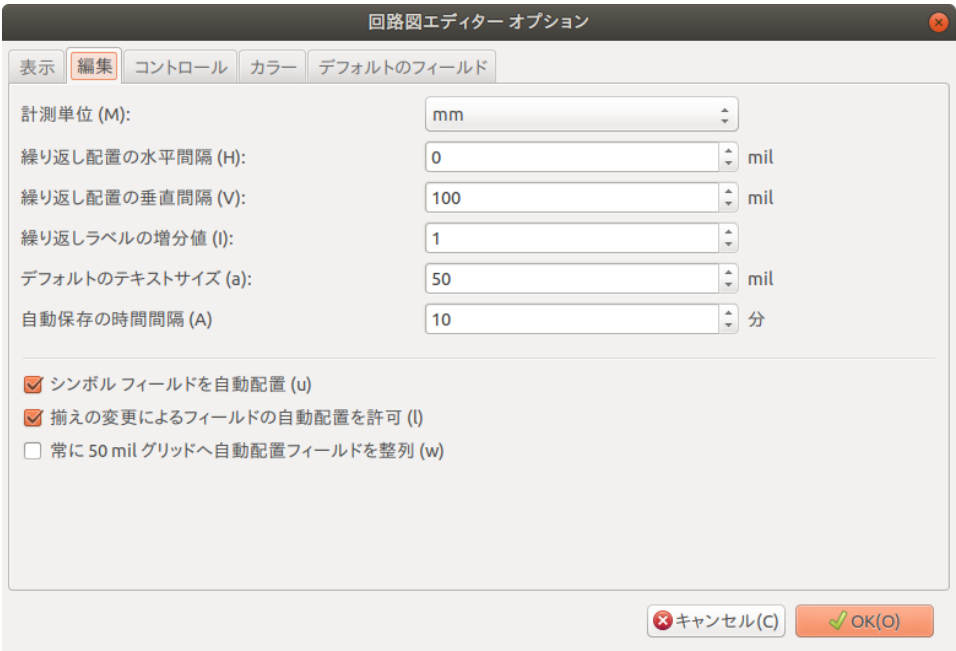 回路図エディター オプション
表示 編集 コントロール カラー デフォルトのフィールド
計測単位 (M): mm
繰り返し配置の水平間隔 (H): 0 mil
繰り返し配置の垂直間隔 (V): 100 mil
繰り返しラベルの増分値 (I): 1
デフォルトのテキストサイズ (a): 50 mil
自動保存の時間間隔 (A) 10 分
シンボル フィールドを自動配置 (u)
揃えの変更によるフィールドの自動配置を許可 (l)
常に 50 mil グリッドへ自動配置フィールドを整列 (w)
キャンセル(C) OK(O)